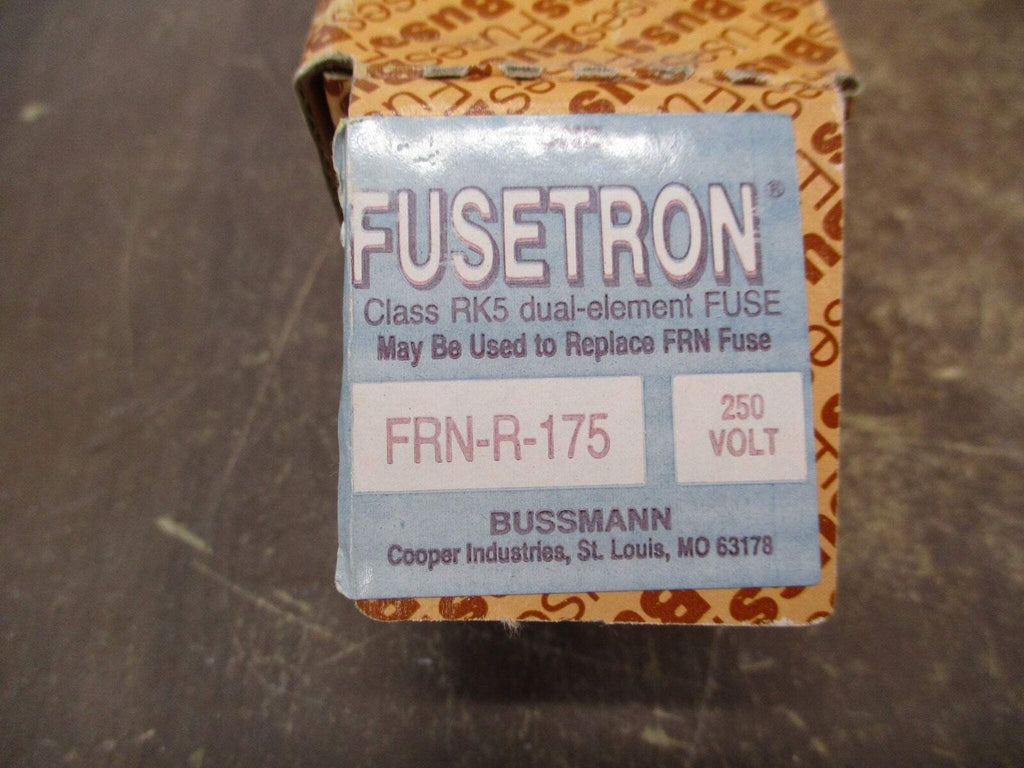 ONE
FUSETRON®
Class RK5 dual-element FUSE
May Be Used to Replace FRN Fuse
FRN-R-175
250
VOLT
BUSSMANN
Cooper Industries, St. Louis, MO 63178